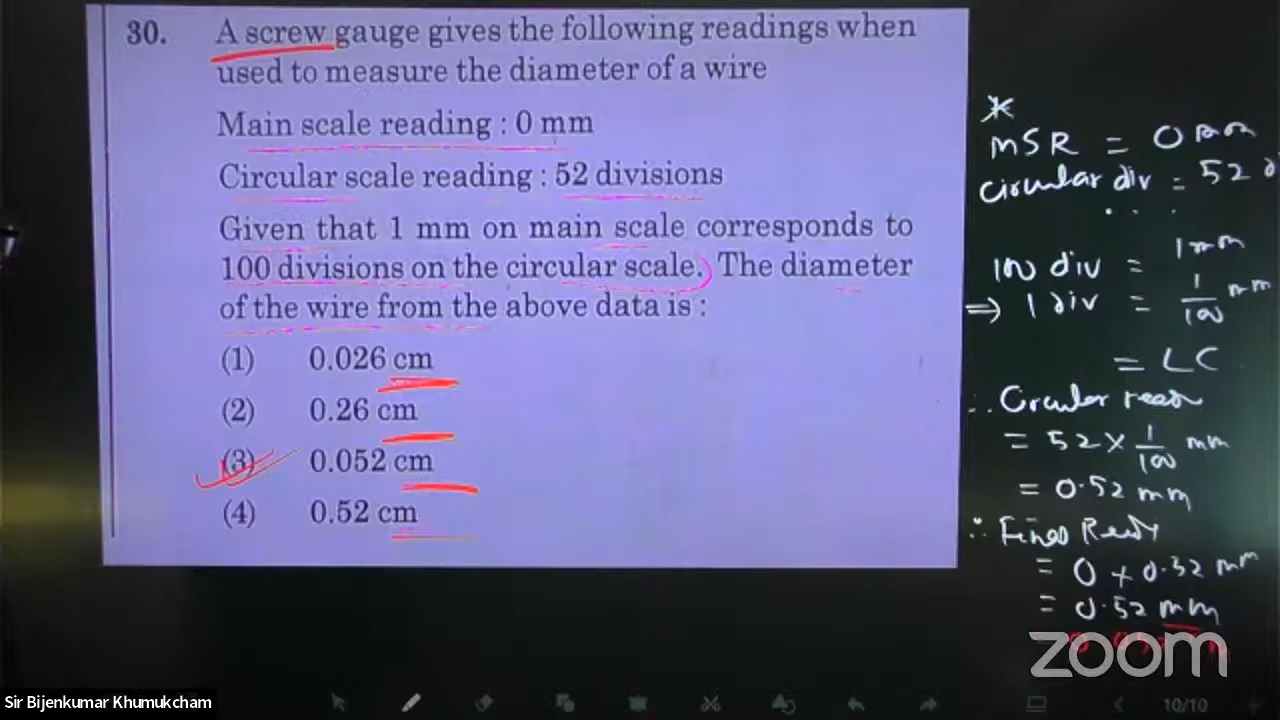 30. A screw gauge gives the following readings when
used to measure the diameter of a wire
Main scale reading : 0 mm
Circular scale reading : 52 divisions
Given that 1 mm on main scale corresponds to
100 divisions on the circular scale. The diameter
of the wire from the above data is :
(1) 0.026 cm
(2) 0.26 cm
(3) 0.052 cm
(4) 0.52 cm
MSR = 0 mm
Circular div = 52 d
100 div = 1 mm
⇒ 1 div = 1/100 mm
= LC
∴ Circular
= 52 × 1/100 mm
= 0.52 mm
∴
= 0 + 0.52 mm
= 0.52 mm
zoom
Sir Bijenkumar Khumukcham
10/10